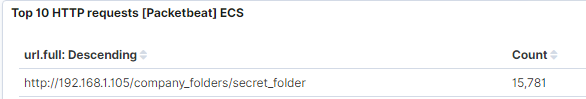 Top 10 HTTP requests [Packetbeat] ECS
url.full: Descending Count
http://192.168.1.105/company_folders/secret_folder 15,781